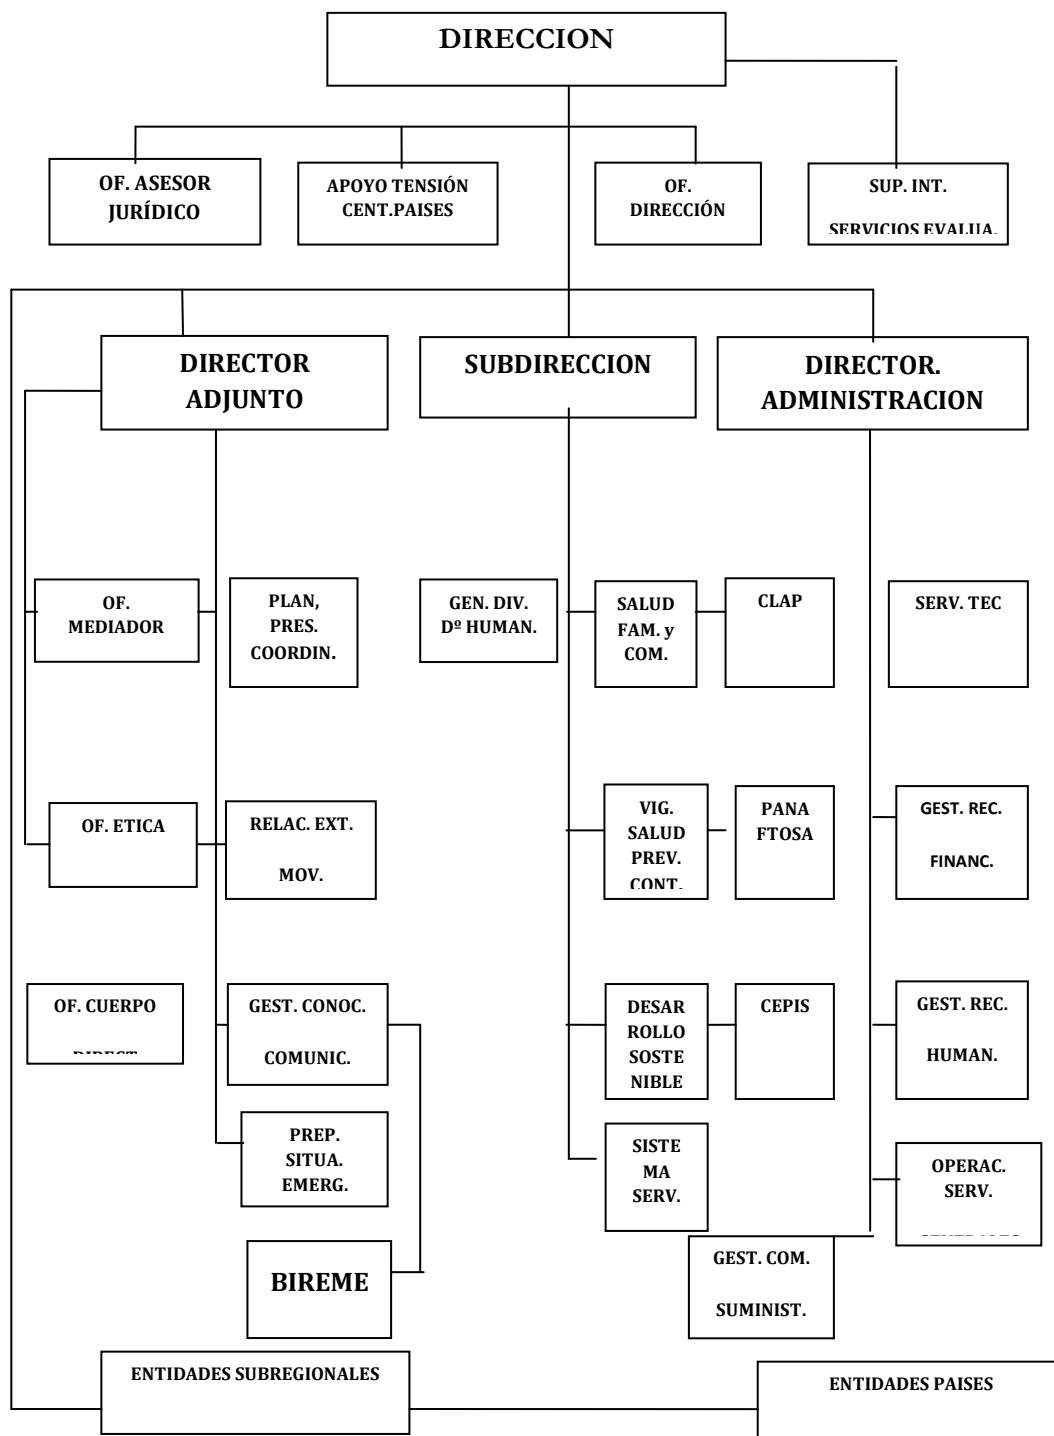 DIRECCION
OF. ASESOR
JURÍDICO
APOYO TENSIÓN
CENT.PAISES
OF.
DIRECCIÓN
SUP. INT.
SERVICIOS EVALUA.
DIRECTOR
ADJUNTO
SUBDIRECCION
DIRECTOR.
ADMINISTRACION
OF.
MEDIADOR
PLAN,
PRES.
COORDIN.
GEN. DIV.
Dº HUMAN.
SALUD
FAM. y
COM.
CLAP
SERV. TEC
OF. ETICA
RELAC. EXT.
MOV.
VIG.
SALUD
PREV.
CONT.
PANA
FTOSA
GEST. REC.
FINANC.
OF. CUERPO
GEST. CONOC.
COMUNIC.
DESAR
ROLLO
SOSTE
NIBLE
CEPIS
GEST. REC.
HUMAN.
PREP.
SITUA.
EMERG.
SISTE
MA
SERV.
OPERAC.
SERV.
BIREME
GEST. COM.
SUMINIST.
ENTIDADES SUBREGIONALES
ENTIDADES PAISES